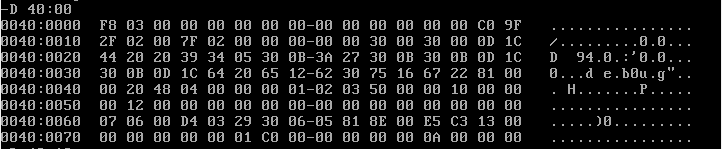 -D 40:00
0040:0000 F8 03 00 00 00 00 00 00-00 00 00 00 00 00 C0 9F ................
0040:0010 2F 02 00 7F 02 00 00 00-00 00 30 00 30 00 0D 1C /.........0.0...
0040:0020 44 20 20 39 34 05 30 0B-3A 27 30 0B 30 0B 0D 1C D  94.0.:'0.0...
0040:0030 30 0B 0D 1C 64 20 65 12-62 30 75 16 67 22 81 00 0...d e.b0u.g"..
0040:0040 00 20 48 04 00 00 00 01-02 03 50 00 00 10 00 00 . H.......P.....
0040:0050 00 12 00 00 00 00 00 00-00 00 00 00 00 00 00 00 ................
0040:0060 07 06 00 D4 03 29 30 06-05 81 8E 00 E5 C3 13 00 .....)0.........
0040:0070 00 00 00 00 00 01 C0 00-00 00 00 00 0A 00 00 00 ................